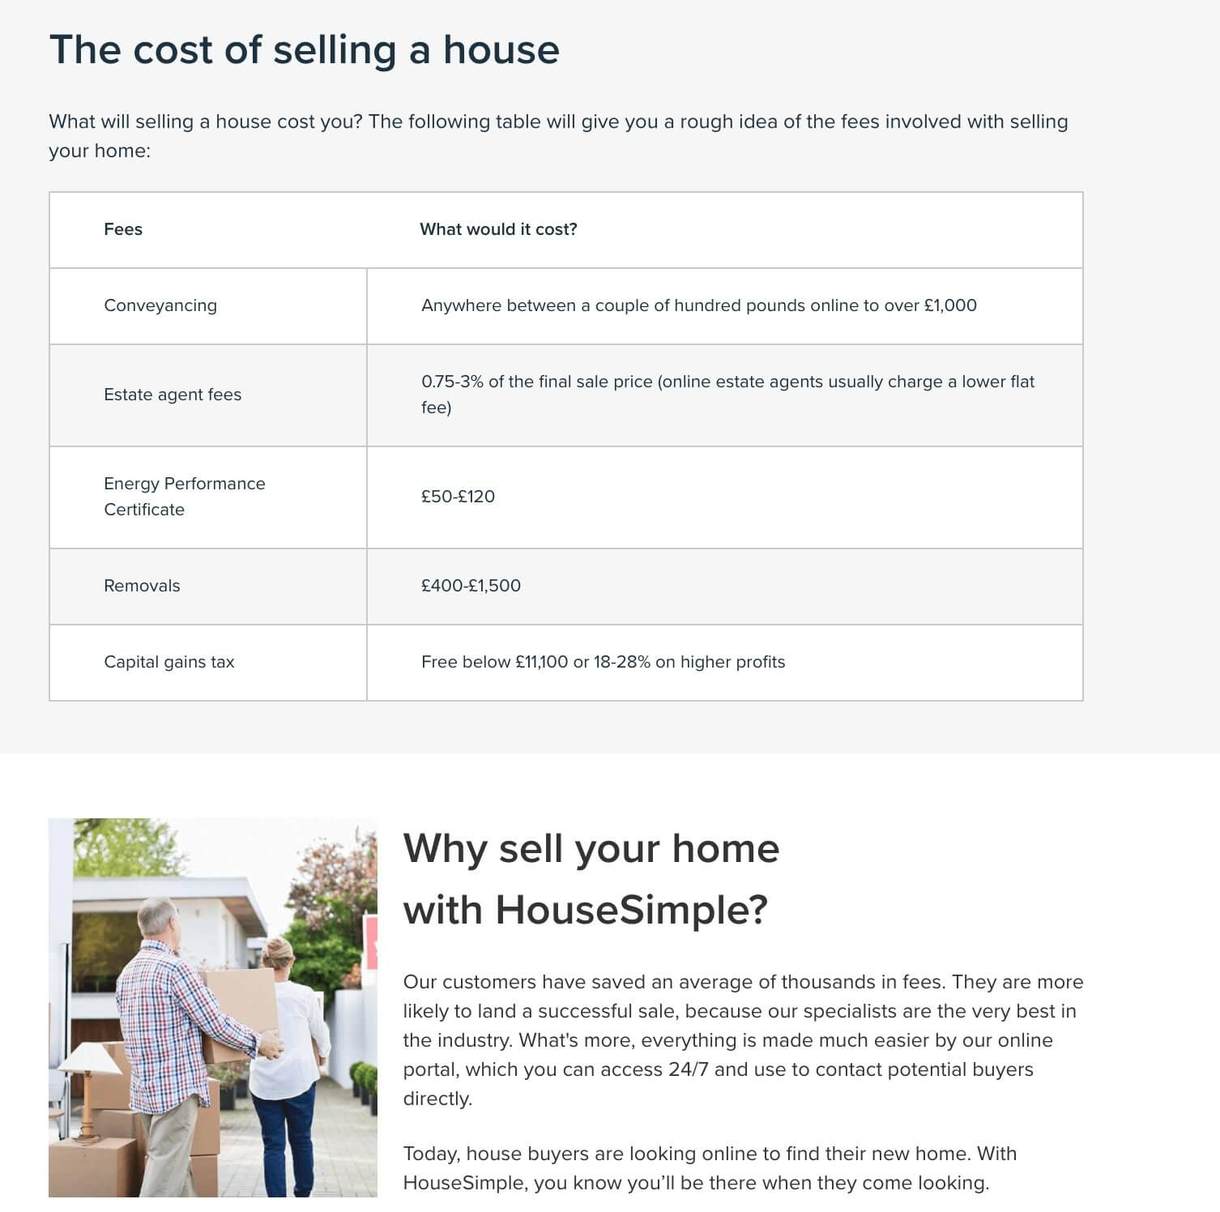 The cost of selling a house
What will selling a house cost you? The following table will give you a rough idea of the fees involved with selling
your home:
Fees
What would it cost?
Conveyancing
Anywhere between a couple of hundred pounds online to over £1,000
Estate agent fees
0.75-3% of the final sale price (online estate agents usually charge a lower flat
fee)
Energy Performance
Certificate
£50-£120
Removals
£400-£1,500
Capital gains tax
Free below £11,100 or 18-28% on higher profits
Why sell your home
with HouseSimple?
Our customers have saved an average of thousands in fees. They are more
likely to land a successful sale, because our specialists are the very best in
the industry. What's more, everything is made much easier by our online
portal, which you can access 24/7 and use to contact potential buyers
directly.
Today, house buyers are looking online to find their new home. With
HouseSimple, you know you’ll be there when they come looking.